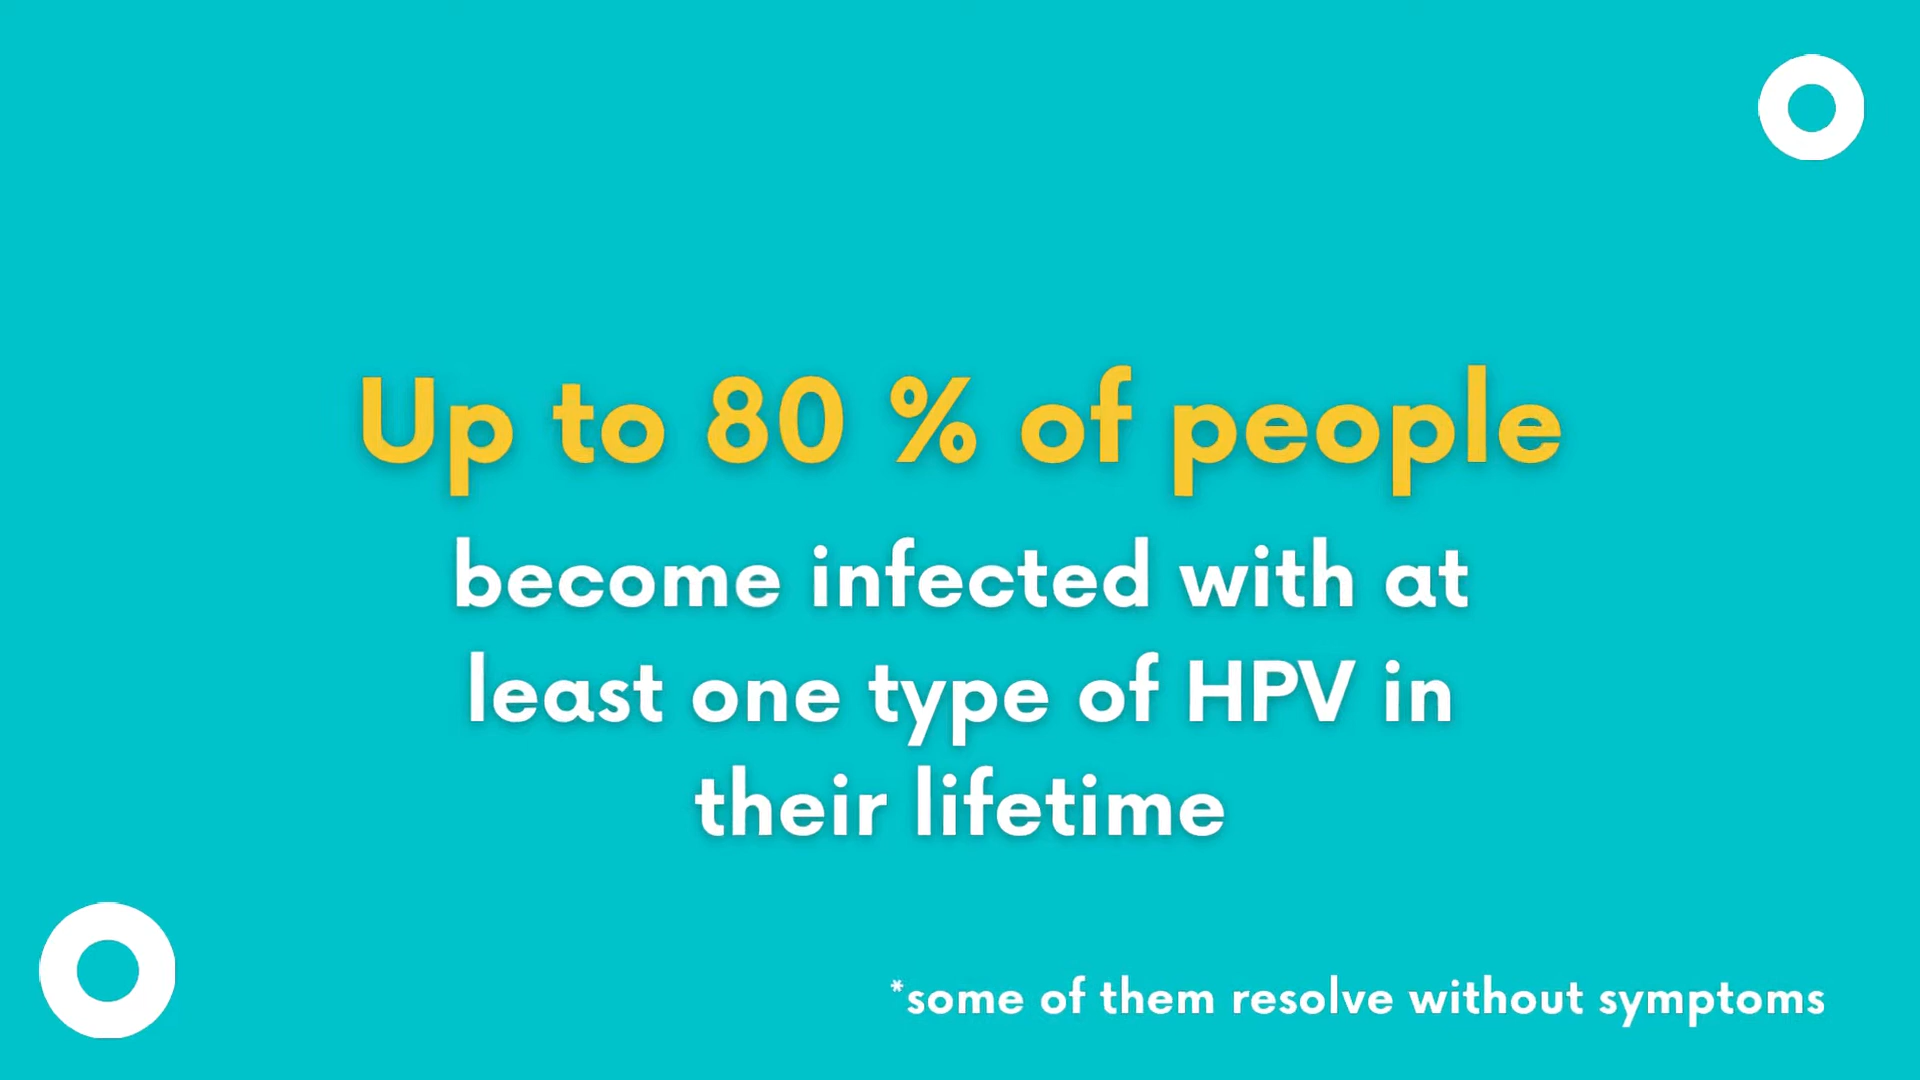 Up to 80 % of people
become infected with at
least one type of HPV in
their lifetime
*some of them resolve without symptoms